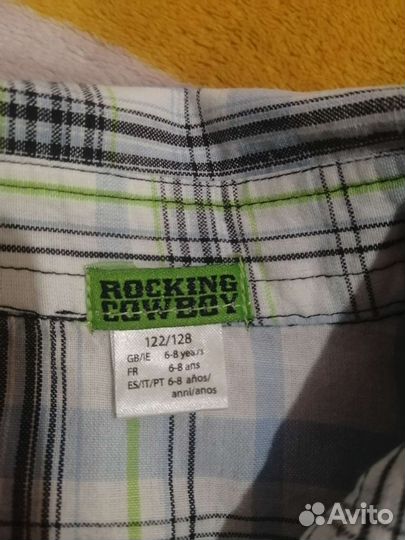 ROCKING
COWBOY
122/128
GB/IE 6-8 years
FR 6-8 ans
ES/IT/PT 6-8 años/
anni/anos
Avito